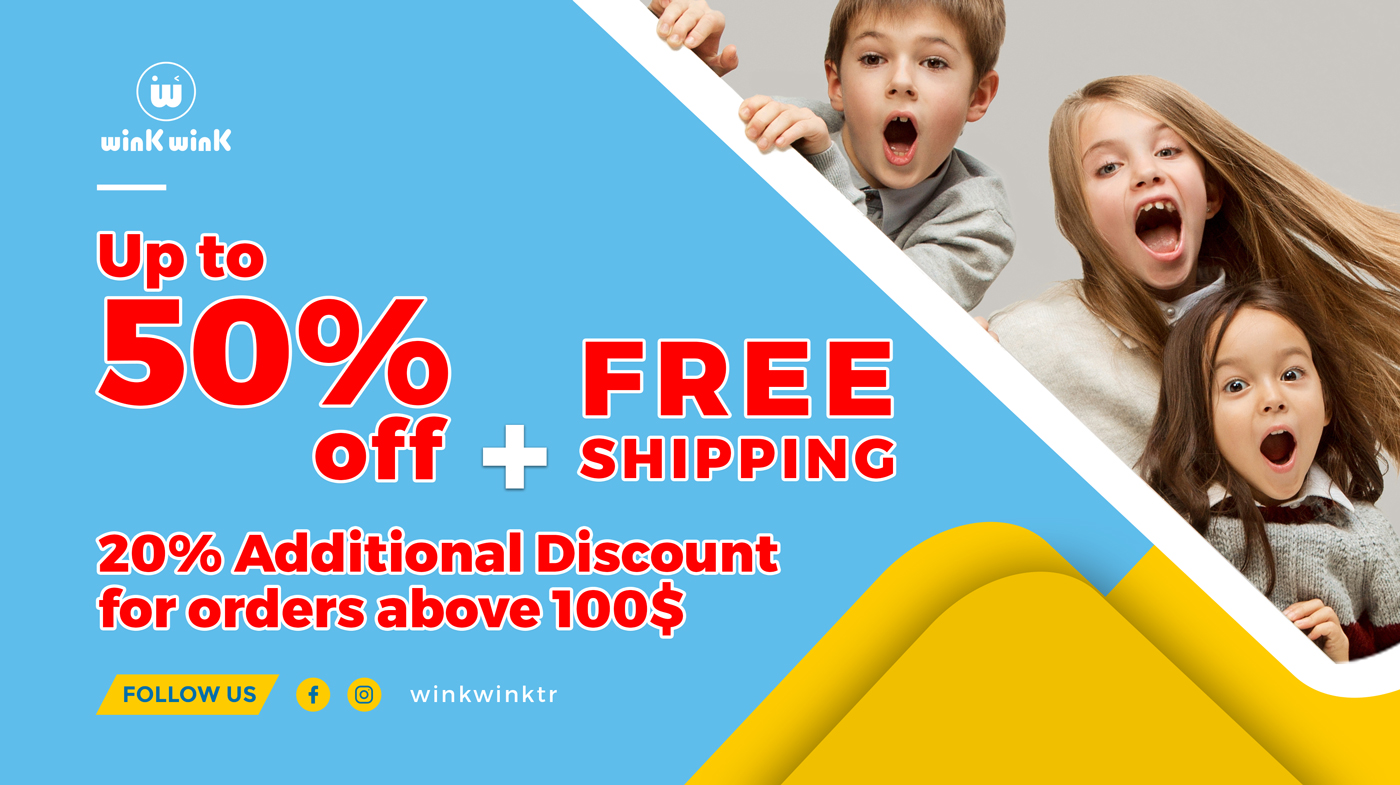 winK winK
Up to
50%
off
+
FREE
SHIPPING
20% Additional Discount
for orders above 100$
FOLLOW US
winkwinktr